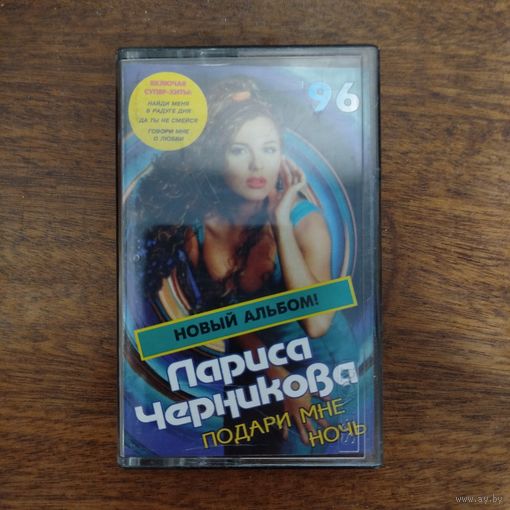 ВКЛЮЧАЯ
СУПЕР-ХИТЫ:
НАЙДИ МЕНЯ
В РАДУГЕ ДНЯ
ДА ТЫ НЕ СМЕЙСЯ
ГОВОРИ МНЕ
О ЛЮБВИ
'96
НОВЫЙ АЛЬБОМ!
Лариса
Черникова
ПОДАРИ МНЕ
НОЧЬ
ay.by